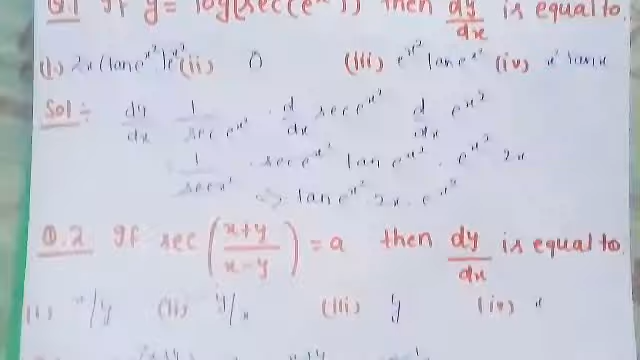 Q.1 If y = log[sec(e^x²)] then dy/dx is equal to.
(i) 2x(tan e^x²)e^x² (ii) 0 (iii) e^x² tan e^x² (iv) x² tan x
Sol ÷ dy/dx 1/sec e^x² · d/dx sec e^x² d/dx e^x²
1/sec x² · sec e^x² tan e^x² · e^x² 2x
=> tan e^x² 2x · e^x²
Q.2 If sec (x+y/x-y) = a then dy/dx is equal to.
(i) x/y (ii) y/x (iii) y (iv) x